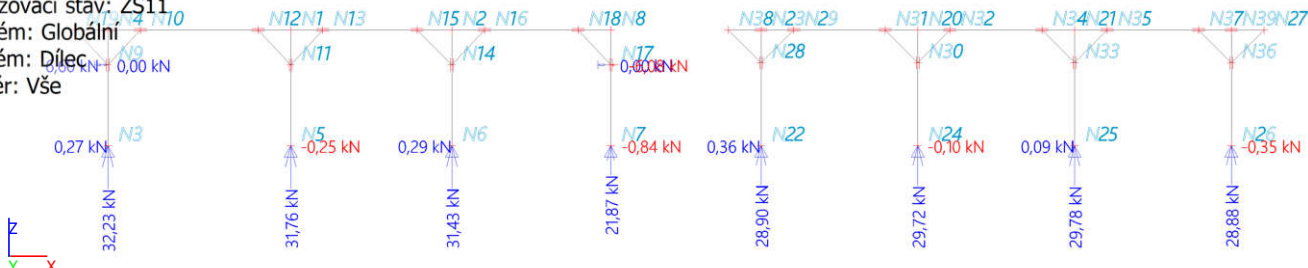 zovací stav: ZS11
ém: Globální
ém: Dílec
ěr: Vše
N4 N10 N12 N1 N13 N15 N2 N16 N18 N8 N38 N23 N29 N31 N20 N32 N34 N21 N35 N37 N39 N27
N9 N11 N14 N17 N28 N30 N33 N36
0,00 kN
N3 N5 N6 N7 N22 N24 N25 N26
0,27 kN -0,25 kN 0,29 kN -0,84 kN 0,36 kN -0,10 kN 0,09 kN -0,35 kN
32,23 kN 31,76 kN 31,43 kN 21,87 kN 28,90 kN 29,72 kN 29,78 kN 28,88 kN
Z
Y X